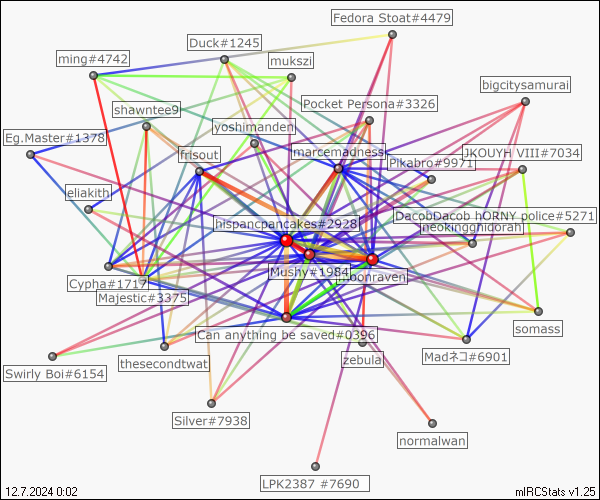 Fedora Stoat#4479
Duck#1245
ming#4742
mukszi
bigcitysamurai
shawntee9
Pocket Persona#3326
yoshimanden
Eg.Master#1378
frisout
marcemadness
JKOUYH VIII#7034
Pikabro#9971
eliakith
hispancpancakes#2928
DacobDacob hORNY police#5271
neokingghidorah
Mushy#1984
moonraven
Cypha#1717
Majestic#3375
Can anything be saved#0396
somass
Swirly Boi#6154
thesecondtwat
zebula
Madネコ#6901
Silver#7938
normalwan
LPK2387 #7690
12.7.2024 0:02
mIRCStats v1.25